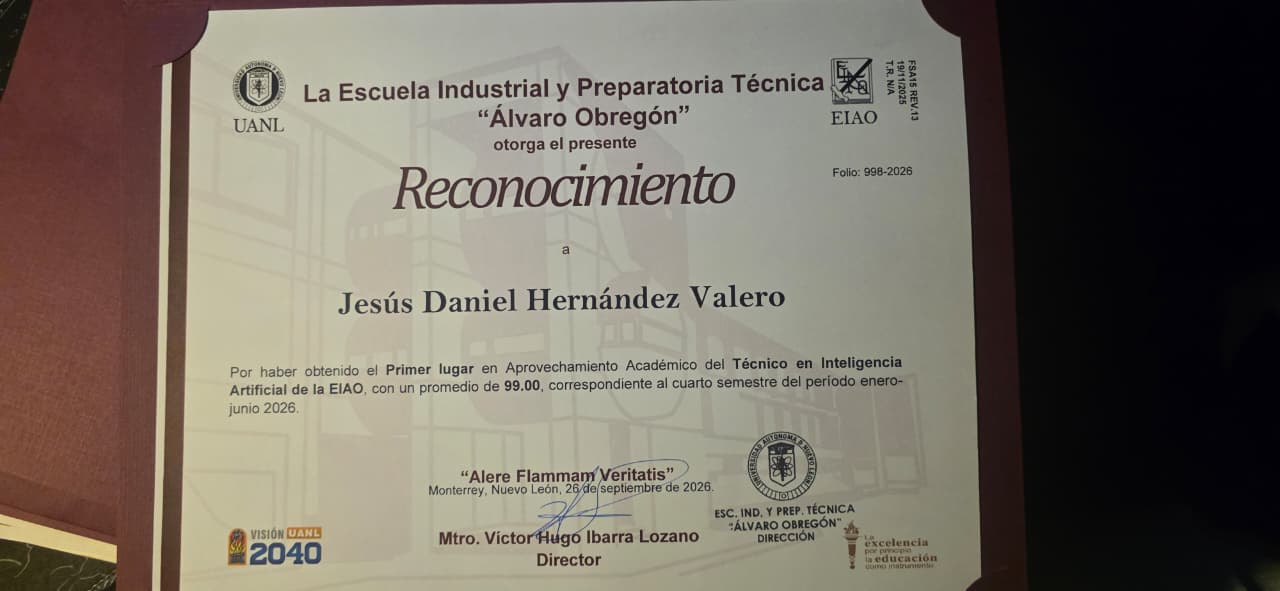 UANL
La Escuela Industrial y Preparatoria Técnica
“Álvaro Obregón”
otorga el presente
Reconocimiento
EIAO
FSA15 REV.13
19/11/2025
T.R. N/A
Folio: 998-2026
a
Jesús Daniel Hernández Valero
Por haber obtenido el Primer lugar en Aprovechamiento Académico del Técnico en Inteligencia
Artificial de la EIAO, con un promedio de 99.00, correspondiente al cuarto semestre del período enero-
junio 2026.
“Alere Flammam Veritatis”
Monterrey, Nuevo León, 26 de septiembre de 2026.
Mtro. Víctor Hugo Ibarra Lozano
Director
ESC. IND. Y PREP. TÉCNICA
“ÁLVARO OBREGÓN”
DIRECCIÓN
VISIÓN UANL
2040
La
excelencia
por principio
la educación
como instrumento